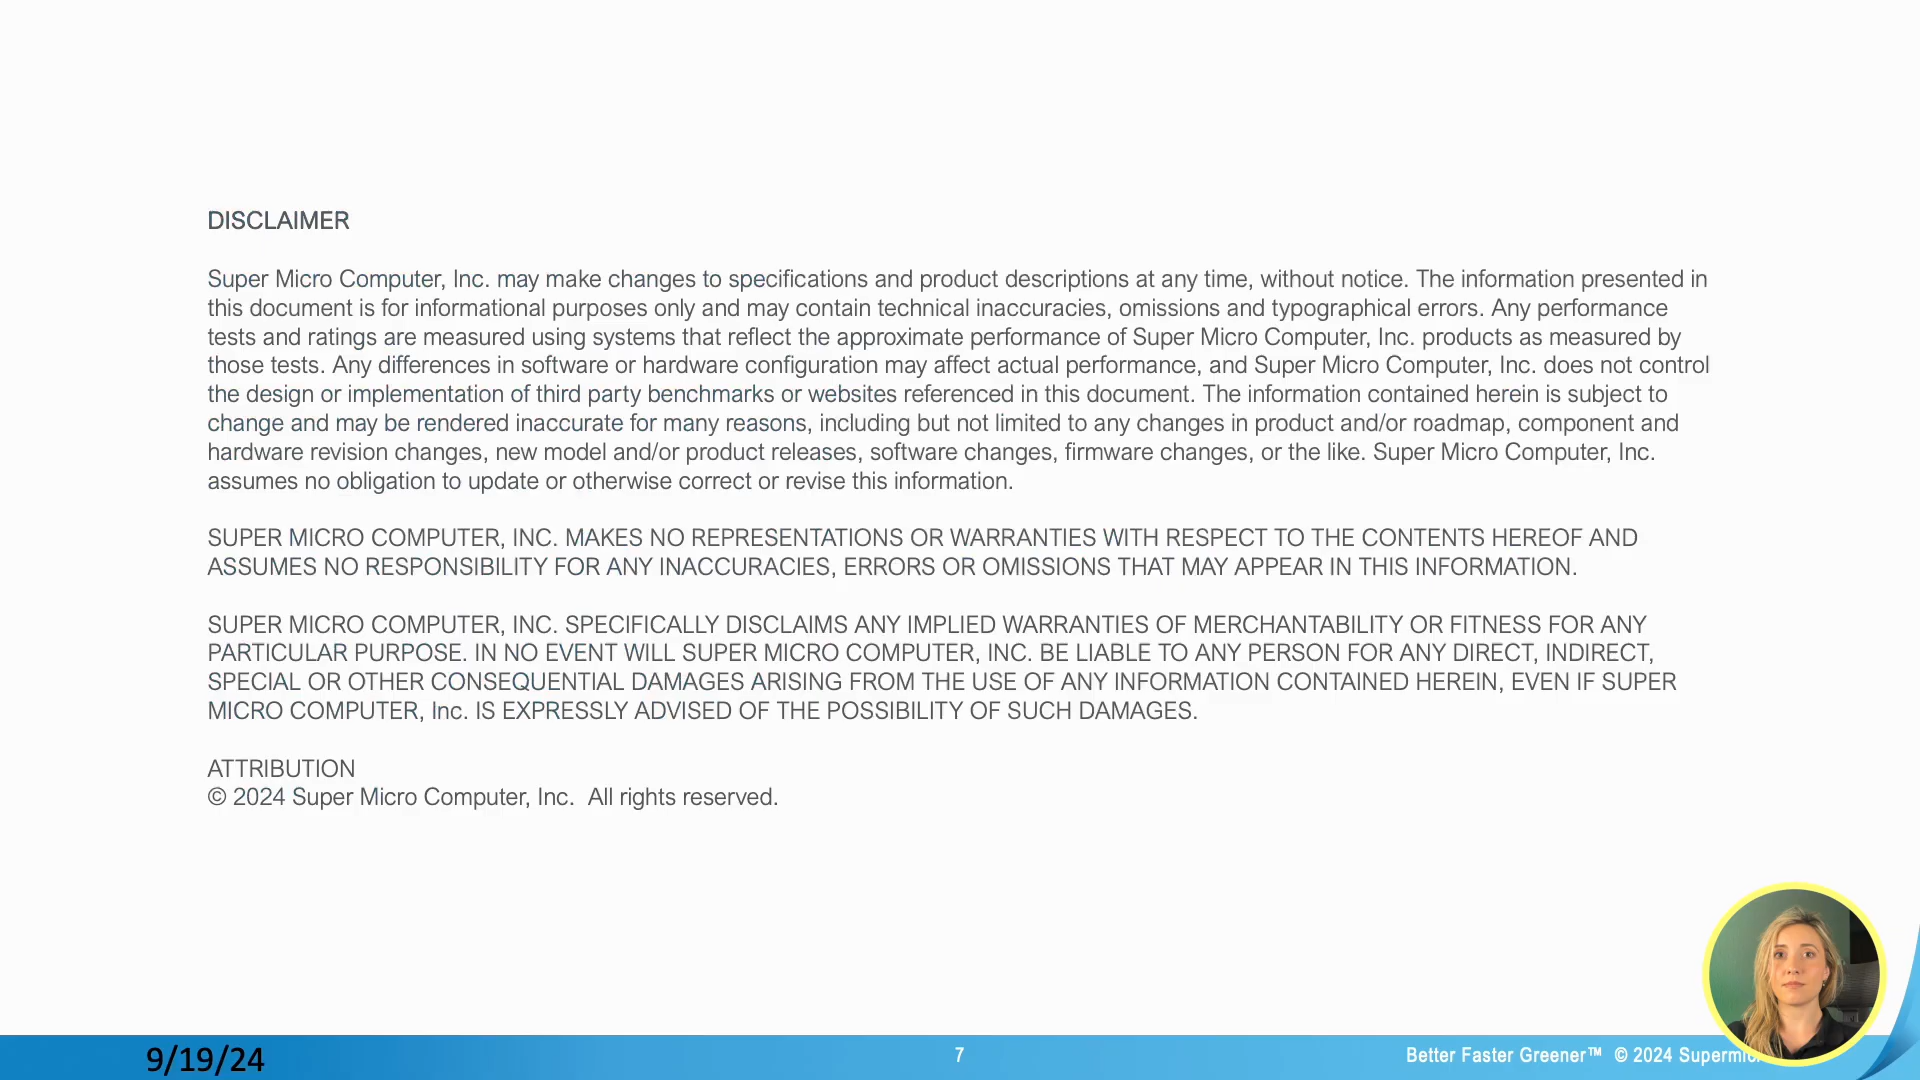 DISCLAIMER
Super Micro Computer, Inc. may make changes to specifications and product descriptions at any time, without notice. The information presented in
this document is for informational purposes only and may contain technical inaccuracies, omissions and typographical errors. Any performance
tests and ratings are measured using systems that reflect the approximate performance of Super Micro Computer, Inc. products as measured by
those tests. Any differences in software or hardware configuration may affect actual performance, and Super Micro Computer, Inc. does not control
the design or implementation of third party benchmarks or websites referenced in this document. The information contained herein is subject to
change and may be rendered inaccurate for many reasons, including but not limited to any changes in product and/or roadmap, component and
hardware revision changes, new model and/or product releases, software changes, firmware changes, or the like. Super Micro Computer, Inc.
assumes no obligation to update or otherwise correct or revise this information.
SUPER MICRO COMPUTER, INC. MAKES NO REPRESENTATIONS OR WARRANTIES WITH RESPECT TO THE CONTENTS HEREOF AND
ASSUMES NO RESPONSIBILITY FOR ANY INACCURACIES, ERRORS OR OMISSIONS THAT MAY APPEAR IN THIS INFORMATION.
SUPER MICRO COMPUTER, INC. SPECIFICALLY DISCLAIMS ANY IMPLIED WARRANTIES OF MERCHANTABILITY OR FITNESS FOR ANY
PARTICULAR PURPOSE. IN NO EVENT WILL SUPER MICRO COMPUTER, INC. BE LIABLE TO ANY PERSON FOR ANY DIRECT, INDIRECT,
SPECIAL OR OTHER CONSEQUENTIAL DAMAGES ARISING FROM THE USE OF ANY INFORMATION CONTAINED HEREIN, EVEN IF SUPER
MICRO COMPUTER, Inc. IS EXPRESSLY ADVISED OF THE POSSIBILITY OF SUCH DAMAGES.
ATTRIBUTION
© 2024 Super Micro Computer, Inc.  All rights reserved.
9/19/24
7
Better Faster Greener™ © 2024